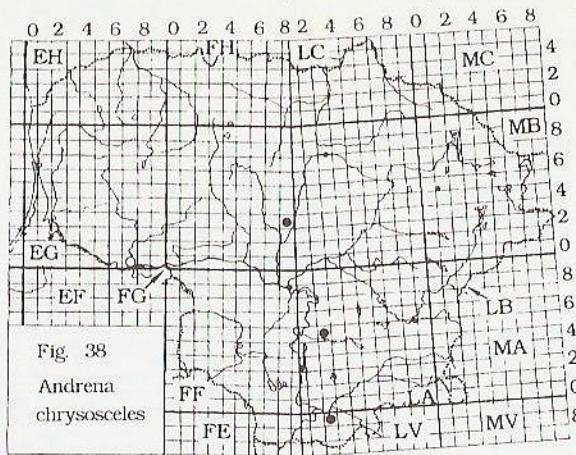 0 2 4 6 8 0 2 4 6 8 2 4 6 8 0 2 4 6 8
EH FH LC MC
4
2
0
MB
8
6
4
2
EG
0
EF FG LB
8
6
MA
4
Fig. 38
2
Andrena FF LA
0
chrysosceles
FE LV MV
8